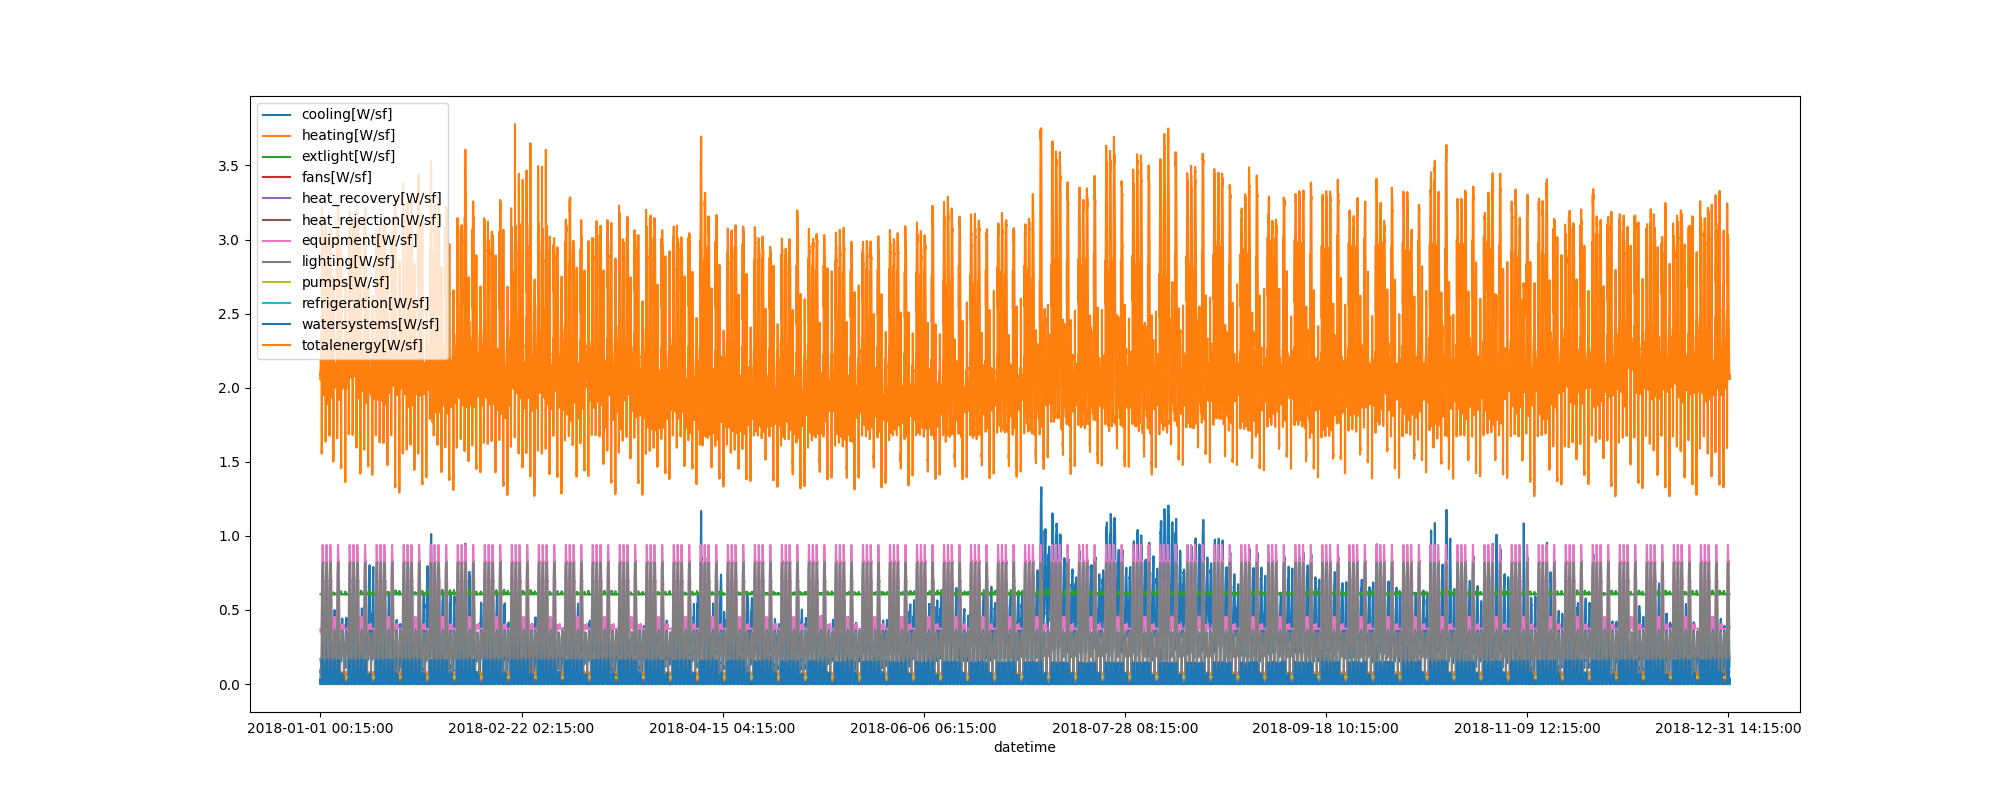 cooling[W/sf]
heating[W/sf]
extlight[W/sf]
fans[W/sf]
heat_recovery[W/sf]
heat_rejection[W/sf]
equipment[W/sf]
lighting[W/sf]
pumps[W/sf]
refrigeration[W/sf]
watersystems[W/sf]
totalenergy[W/sf]
3.5
3.0
2.5
2.0
1.5
1.0
0.5
0.0
2018-01-01 00:15:00 2018-02-22 02:15:00 2018-04-15 04:15:00 2018-06-06 06:15:00 2018-07-28 08:15:00 2018-09-18 10:15:00 2018-11-09 12:15:00 2018-12-31 14:15:00
datetime